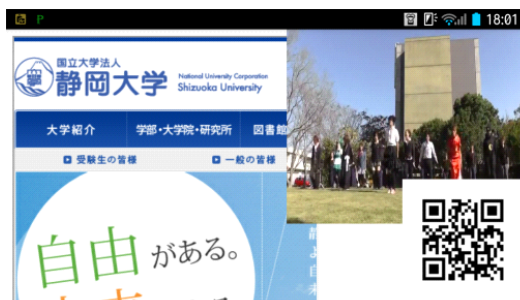 P
18:01
国立大学法人
静岡大学
National University Corporation
Shizuoka University
大学紹介 学部・大学院・研究所 図書館
受験生の皆様 一般の皆様
自由がある。